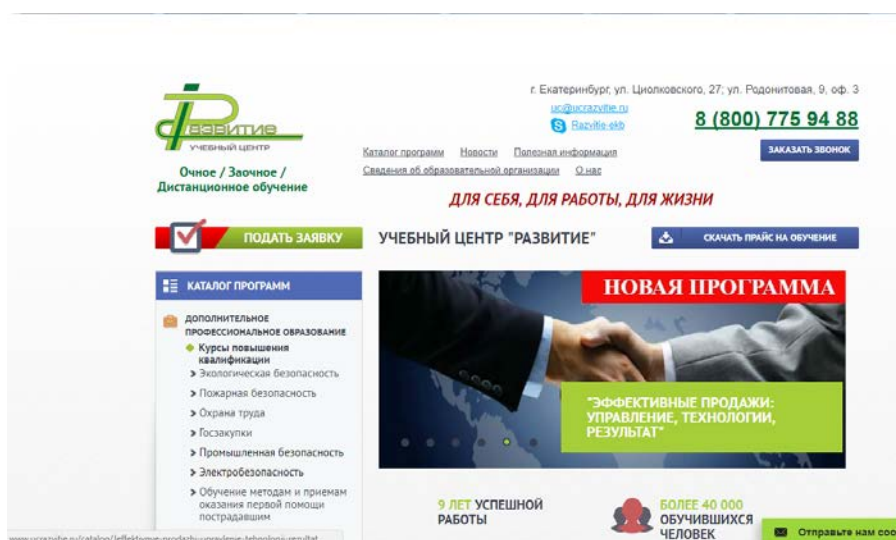 г. Екатеринбург, ул. Циолковского, 27; ул. Родонитовая, 9, оф. 3
uc@ucrazvitie.ru
Razvitie-ekb
8 (800) 775 94 88
РАЗВИТИЕ
УЧЕБНЫЙ ЦЕНТР
Очное / Заочное /
Дистанционное обучение
Каталог программ Новости Полезная информация
ЗАКАЗАТЬ ЗВОНОК
Сведения об образовательной организации О нас
ДЛЯ СЕБЯ, ДЛЯ РАБОТЫ, ДЛЯ ЖИЗНИ
ПОДАТЬ ЗАЯВКУ
УЧЕБНЫЙ ЦЕНТР "РАЗВИТИЕ"
СКАЧАТЬ ПРАЙС НА ОБУЧЕНИЕ
КАТАЛОГ ПРОГРАММ
ДОПОЛНИТЕЛЬНОЕ
ПРОФЕССИОНАЛЬНОЕ ОБРАЗОВАНИЕ
Курсы повышения
квалификации
Экологическая безопасность
Пожарная безопасность
Охрана труда
Госзакупки
Промышленная безопасность
Электробезопасность
Обучение методам и приемам
оказания первой помощи
пострадавшим
НОВАЯ ПРОГРАММА
"ЭФФЕКТИВНЫЕ ПРОДАЖИ:
УПРАВЛЕНИЕ, ТЕХНОЛОГИИ,
РЕЗУЛЬТАТ"
9 ЛЕТ УСПЕШНОЙ
РАБОТЫ
БОЛЕЕ 40 000
ОБУЧИВШИХСЯ
ЧЕЛОВЕК
Отправьте нам соо